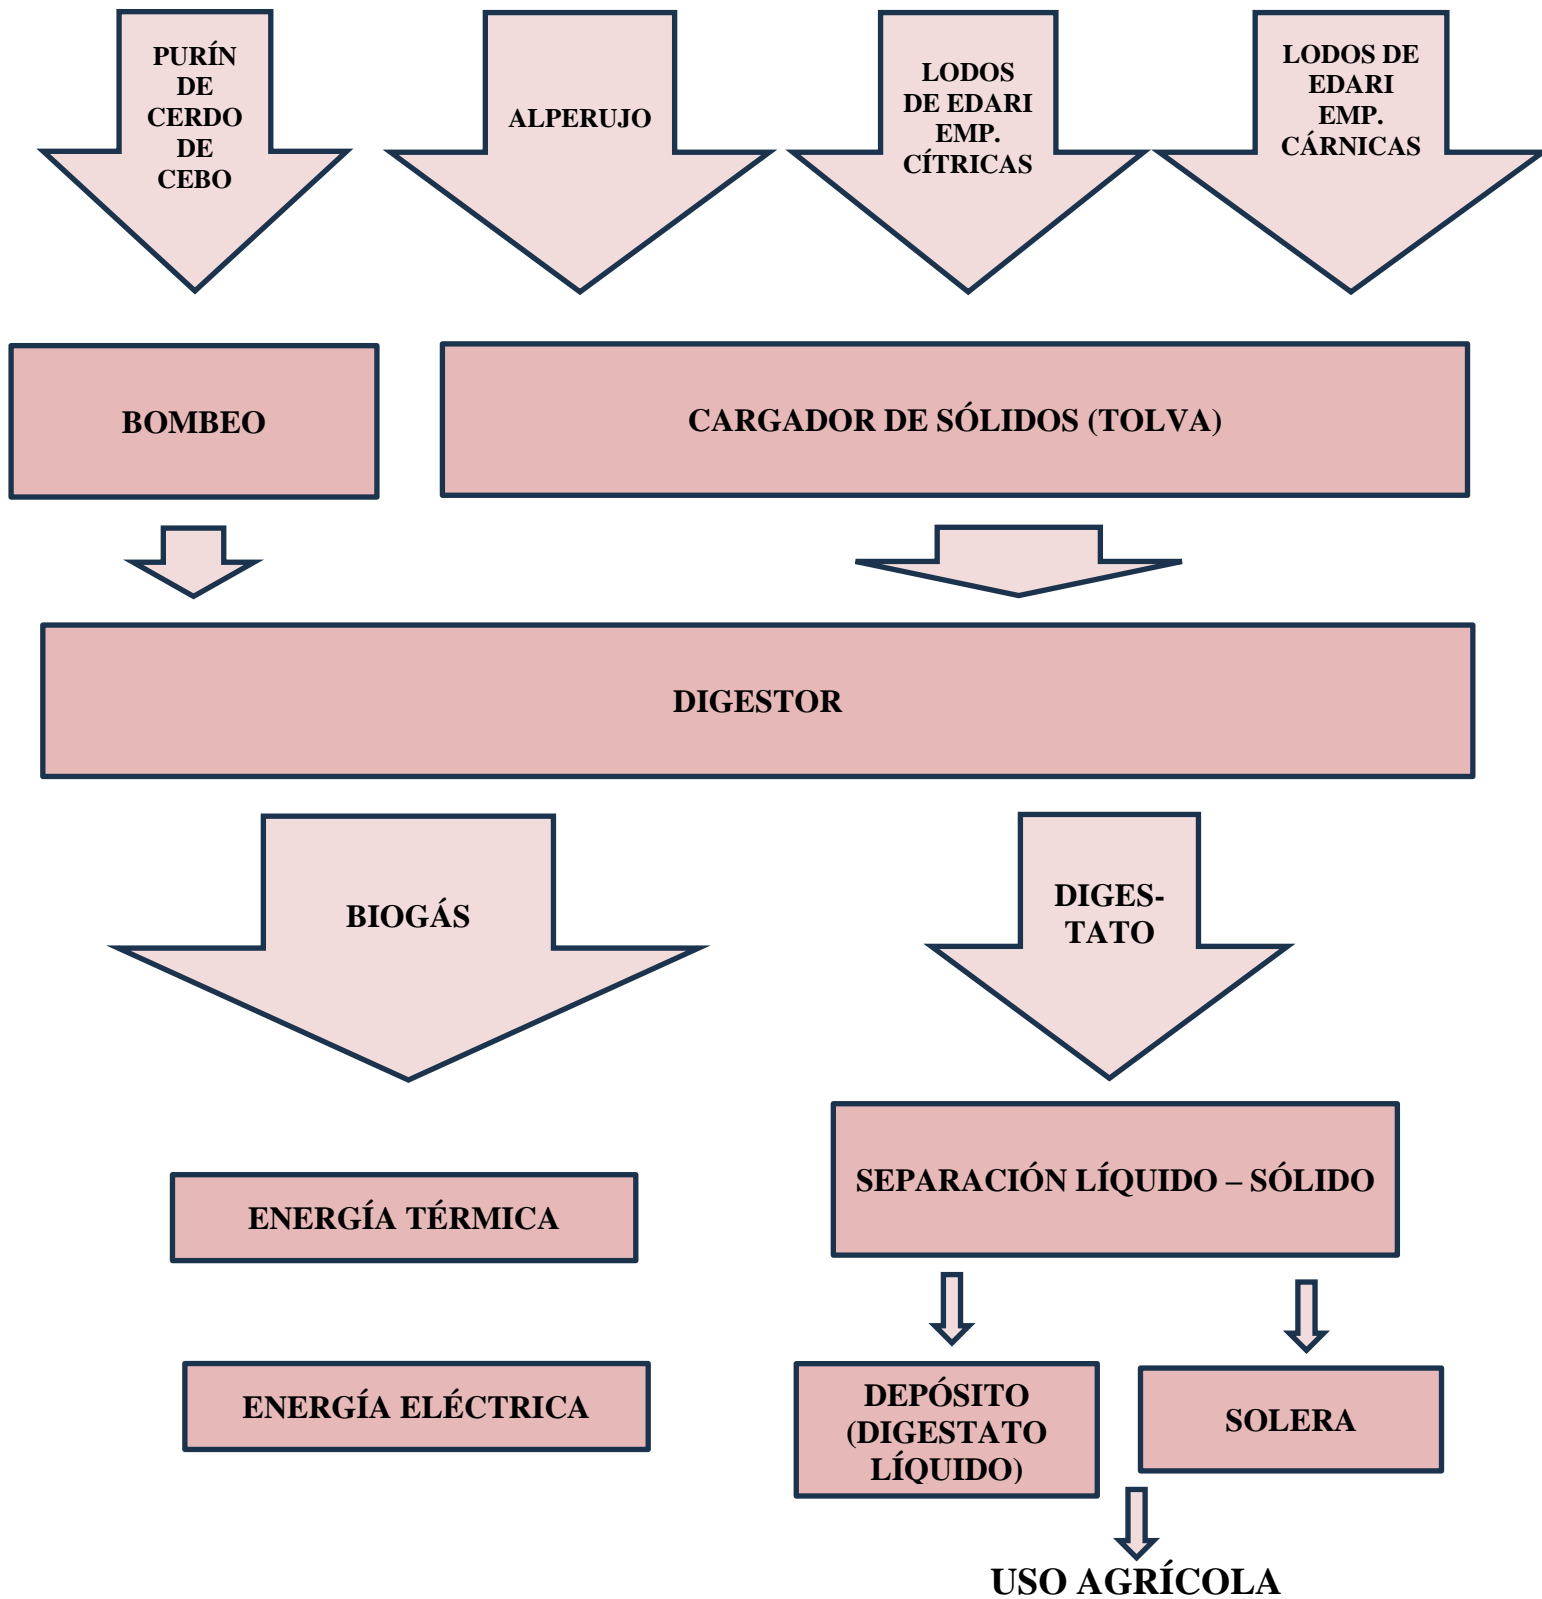 PURÍN
DE
CERDO
DE
CEBO
ALPERUJO
LODOS
DE EDARI
EMP.
CÍTRICAS
LODOS DE
EDARI
EMP.
CÁRNICAS
BOMBEO
CARGADOR DE SÓLIDOS (TOLVA)
DIGESTOR
BIOGÁS
DIGES-
TATO
SEPARACIÓN LÍQUIDO – SÓLIDO
ENERGÍA TÉRMICA
ENERGÍA ELÉCTRICA
DEPÓSITO
(DIGESTATO
LÍQUIDO)
SOLERA
USO AGRÍCOLA